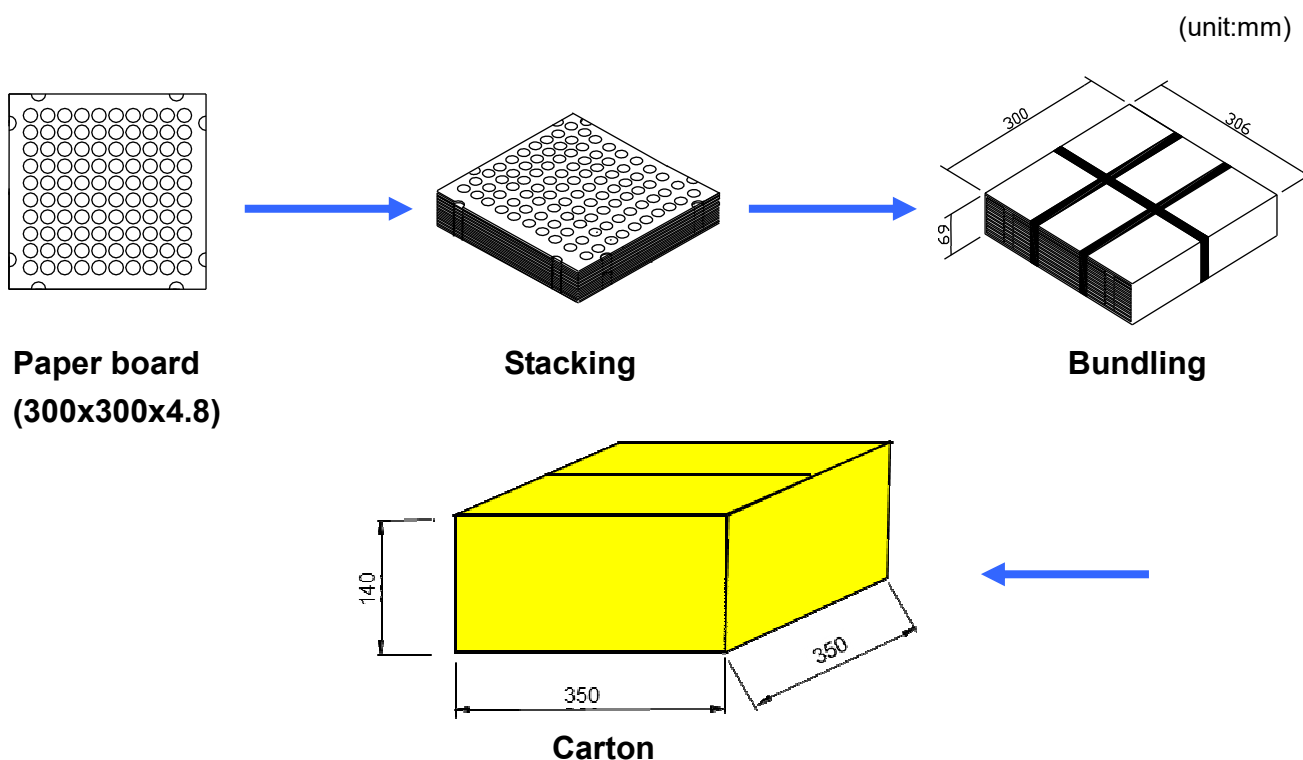 (unit:mm)
300
306
69
Paper board
(300x300x4.8)
Stacking
Bundling
140
350
350
Carton